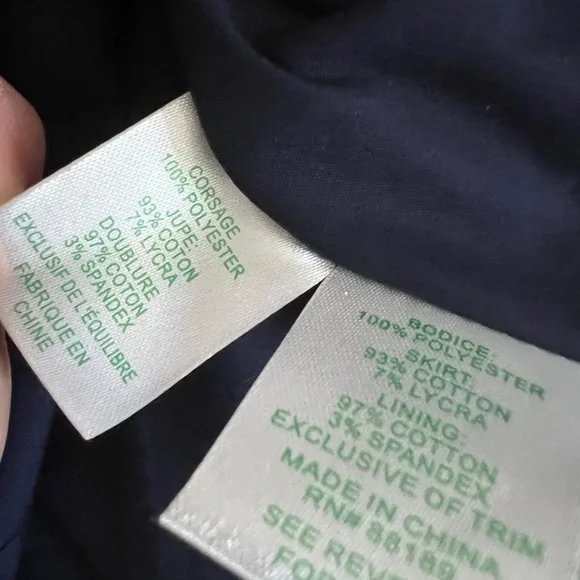 CORSAGE
100% POLYESTER
JUPE:
93% COTON
7% LYCRA
DOUBLURE
97% COTON
3% SPANDEX
EXCLUSIF DE L'ÉQUILIBRE
FABRIQUE EN
CHINE
BODICE:
100% POLYESTER
SKIRT:
93% COTTON
7% LYCRA
LINING:
97% COTTON
3% SPANDEX
EXCLUSIVE OF TRIM
MADE IN CHINA
RN# 88189
SEE
FOR